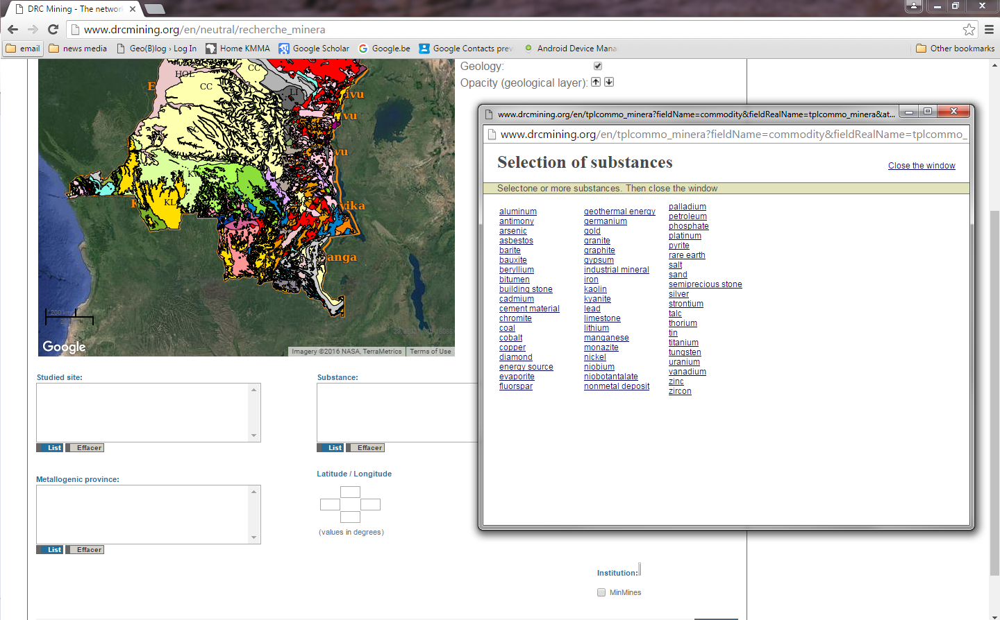 DRC Mining - The network
www.drcmining.org/en/neutral/recherche_minera
email
news media
Geo(B)log › Log In
Home KMMA
Google Scholar
Google.be
Google Contacts prev
Android Device Mana
Other bookmarks
HOL
CC
CC
LI
E
ivu
vu
vu
KL
vika
anga
Google
Imagery ©2016 NASA, TerraMetrics
Terms of Use
Geology:
Opacity (geological layer):
www.drcmining.org/en/tplcommo_minera?fieldName=commodity&fieldRealName=tplcommo_minera&at...
www.drcmining.org/en/tplcommo_minera?fieldName=commodity&fieldRealName=tplcommo_
Selection of substances
Close the window
Selectone or more substances. Then close the window
aluminum
antimony
arsenic
asbestos
barite
bauxite
beryllium
bitumen
building stone
cadmium
cement material
chromite
coal
cobalt
copper
diamond
energy source
evaporite
fluorspar
geothermal energy
germanium
gold
granite
graphite
gypsum
industrial mineral
iron
kaolin
kyanite
lead
limestone
lithium
manganese
monazite
nickel
niobium
niobotantalate
nonmetal deposit
palladium
petroleum
phosphate
platinum
pyrite
rare earth
salt
sand
semiprecious stone
silver
strontium
talc
thorium
tin
titanium
tungsten
uranium
vanadium
zinc
zircon
Studied site:
List
Effacer
Substance:
List
Effacer
Metallogenic province:
List
Effacer
Latitude / Longitude
(values in degrees)
Institution:
MinMines